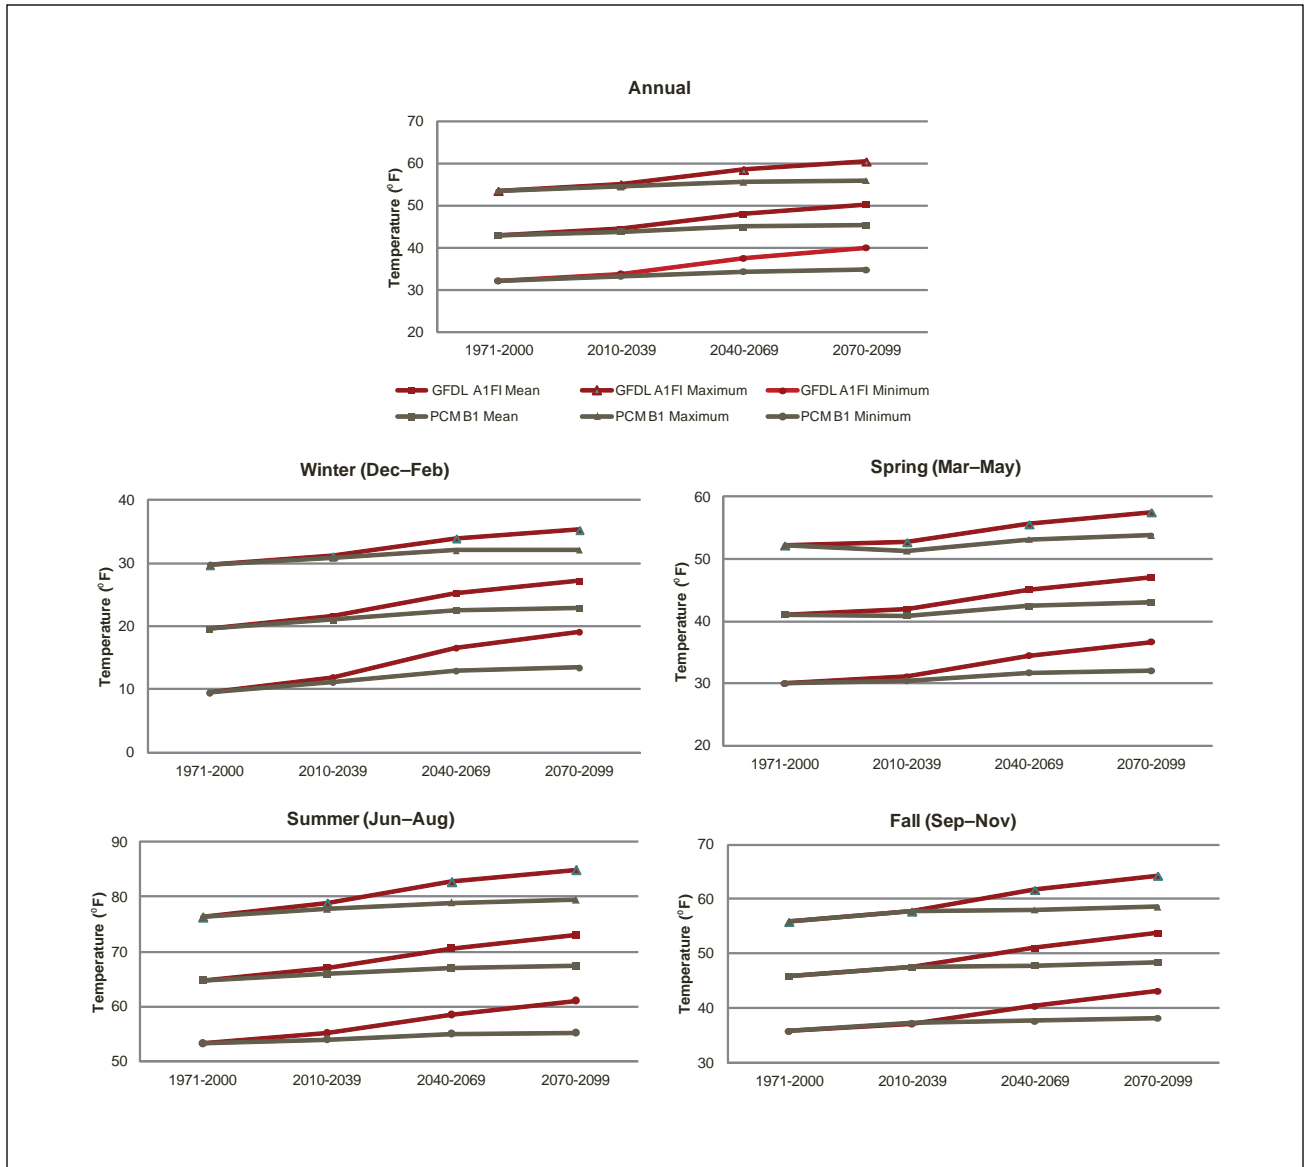 Annual
Temperature (°F)
70
60
50
40
30
20
1971-2000 2010-2039 2040-2069 2070-2099
GFDL A1FI Mean GFDL A1FI Maximum GFDL A1FI Minimum
PCM B1 Mean PCM B1 Maximum PCM B1 Minimum
Winter (Dec–Feb)
Temperature (°F)
40
30
20
10
0
1971-2000 2010-2039 2040-2069 2070-2099
Spring (Mar–May)
Temperature (°F)
60
50
40
30
20
1971-2000 2010-2039 2040-2069 2070-2099
Summer (Jun–Aug)
Temperature (°F)
90
80
70
60
50
1971-2000 2010-2039 2040-2069 2070-2099
Fall (Sep–Nov)
Temperature (°F)
70
60
50
40
30
1971-2000 2010-2039 2040-2069 2070-2099